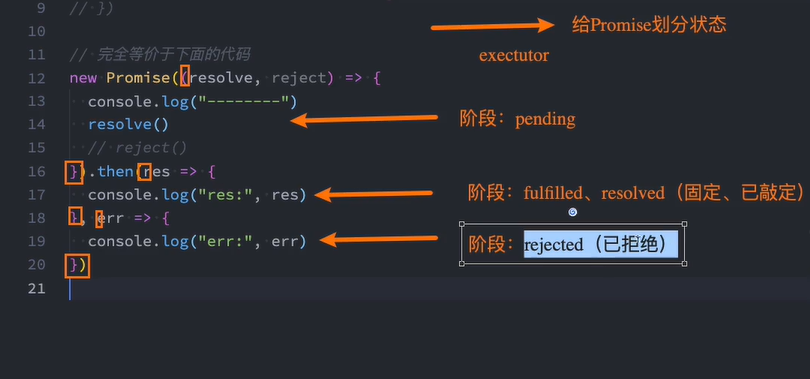 9 // })
10
给Promise划分状态
11 // 完全等价于下面的代码
exectutor
12 new Promise((resolve, reject) => {
13 console.log("--------")
阶段：pending
14 resolve()
15 // reject()
16 }).then(res => {
17 console.log("res:", res)
阶段：fulfilled、resolved（固定、已敲定）
18 }, err => {
19 console.log("err:", err)
阶段：rejected（已拒绝）
20 })
21